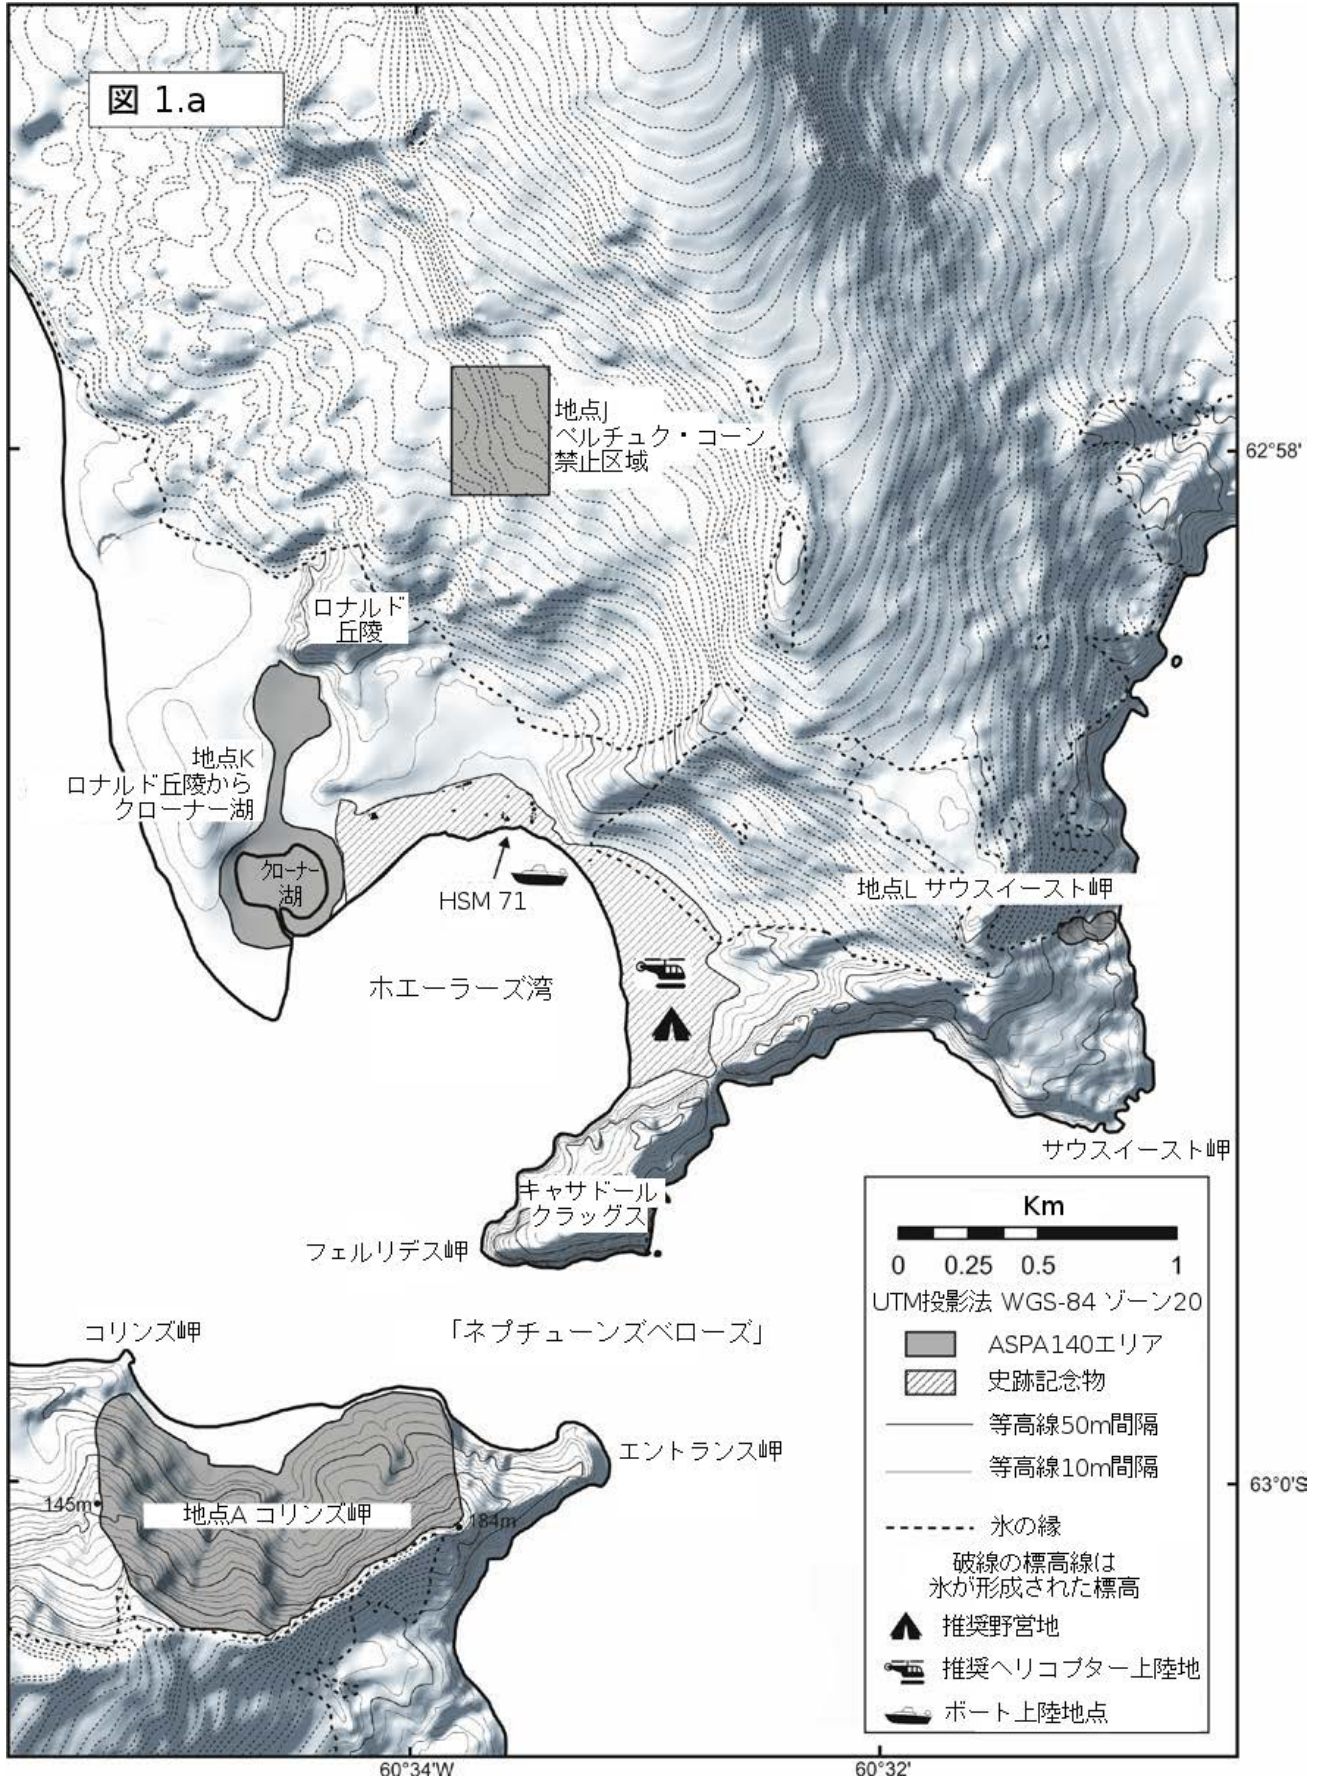 図 1.a
地点J
ペルチュク・コーン
禁止区域
62°58'
ロナルド
丘陵
地点K
ロナルド丘陵から
クローナー湖
クローナー
湖
HSM 71
地点L サウスイースト岬
ホエーラーズ湾
サウスイースト岬
キャサドール
クラッグス
フェルリデス岬
コリンズ岬
「ネプチューンズベローズ」
エントランス岬
145m
地点A コリンズ岬
184m
63°0'S
Km
0 0.25 0.5 1
UTM投影法 WGS-84 ゾーン20
ASPA140エリア
史跡記念物
等高線50m間隔
等高線10m間隔
氷の縁
破線の標高線は
氷が形成された標高
推奨野営地
推奨ヘリコプター上陸地
ボート上陸地点
60°34'W
60°32'